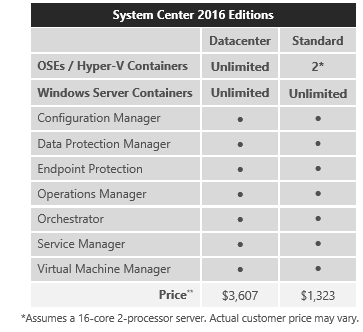 System Center 2016 Editions
Datacenter Standard
OSEs / Hyper-V Containers Unlimited 2*
Windows Server Containers Unlimited Unlimited
Configuration Manager • •
Data Protection Manager • •
Endpoint Protection • •
Operations Manager • •
Orchestrator • •
Service Manager • •
Virtual Machine Manager • •
Price** $3,607 $1,323
*Assumes a 16-core 2-processor server. Actual customer price may vary.